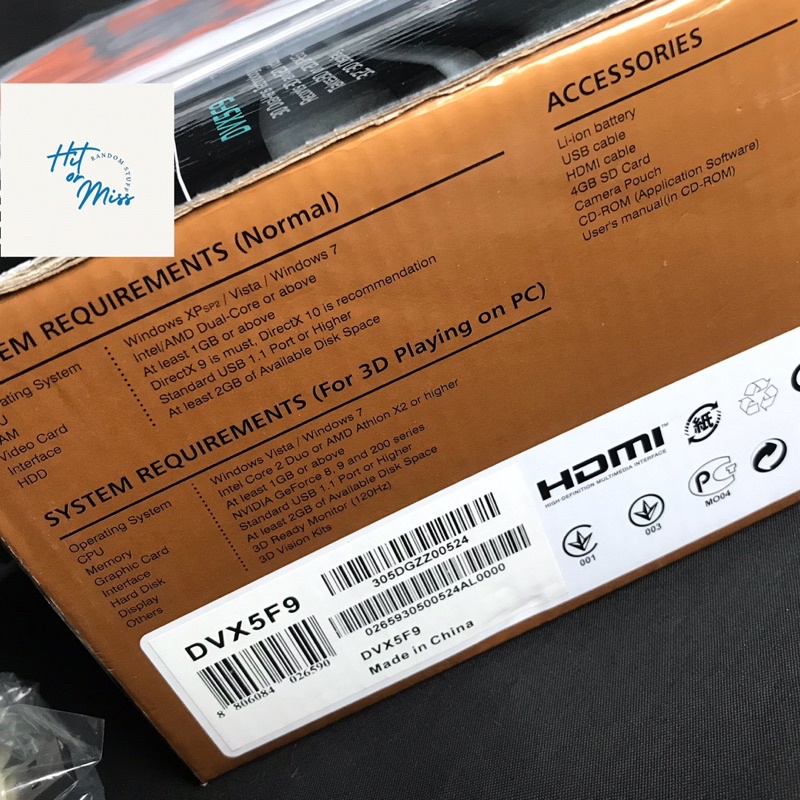 DVX5F9
Hit
or
Miss
RANDOM STUFF
ACCESSORIES
Li-ion battery
USB cable
HDMI cable
4GB SD Card
Camera Pouch
CD-ROM (Application Software)
User's manual(in CD-ROM)
EM REQUIREMENTS (Normal)
rating System
Windows XPSP2 / Vista / Windows 7
U
Intel/AMD Dual-Core or above
AM
At least 1GB or above
Video Card
DirectX 9 is must, DirectX 10 is recommendation
Interface
Standard USB 1.1 Port or Higher
HDD
At least 2GB of Available Disk Space
SYSTEM REQUIREMENTS (For 3D Playing on PC)
Operating System
Windows Vista / Windows 7
CPU
Intel Core 2 Duo or AMD Athlon X2 or higher
Memory
At least 1GB or above
Graphic Card
NVIDIA GeForce 8, 9 and 200 series
Interface
Standard USB 1.1 Port or Higher
Hard Disk
At least 2GB of Available Disk Space
Display
3D Ready Monitor (120Hz)
Others
3D Vision Kits
HDMI™
HIGH-DEFINITION MULTIMEDIA INTERFACE
紙
MO04
001
003
DVX5F9
8 806084 026590
305DGZZ00524
0265930500524AL0000
DVX5F9
Made in China